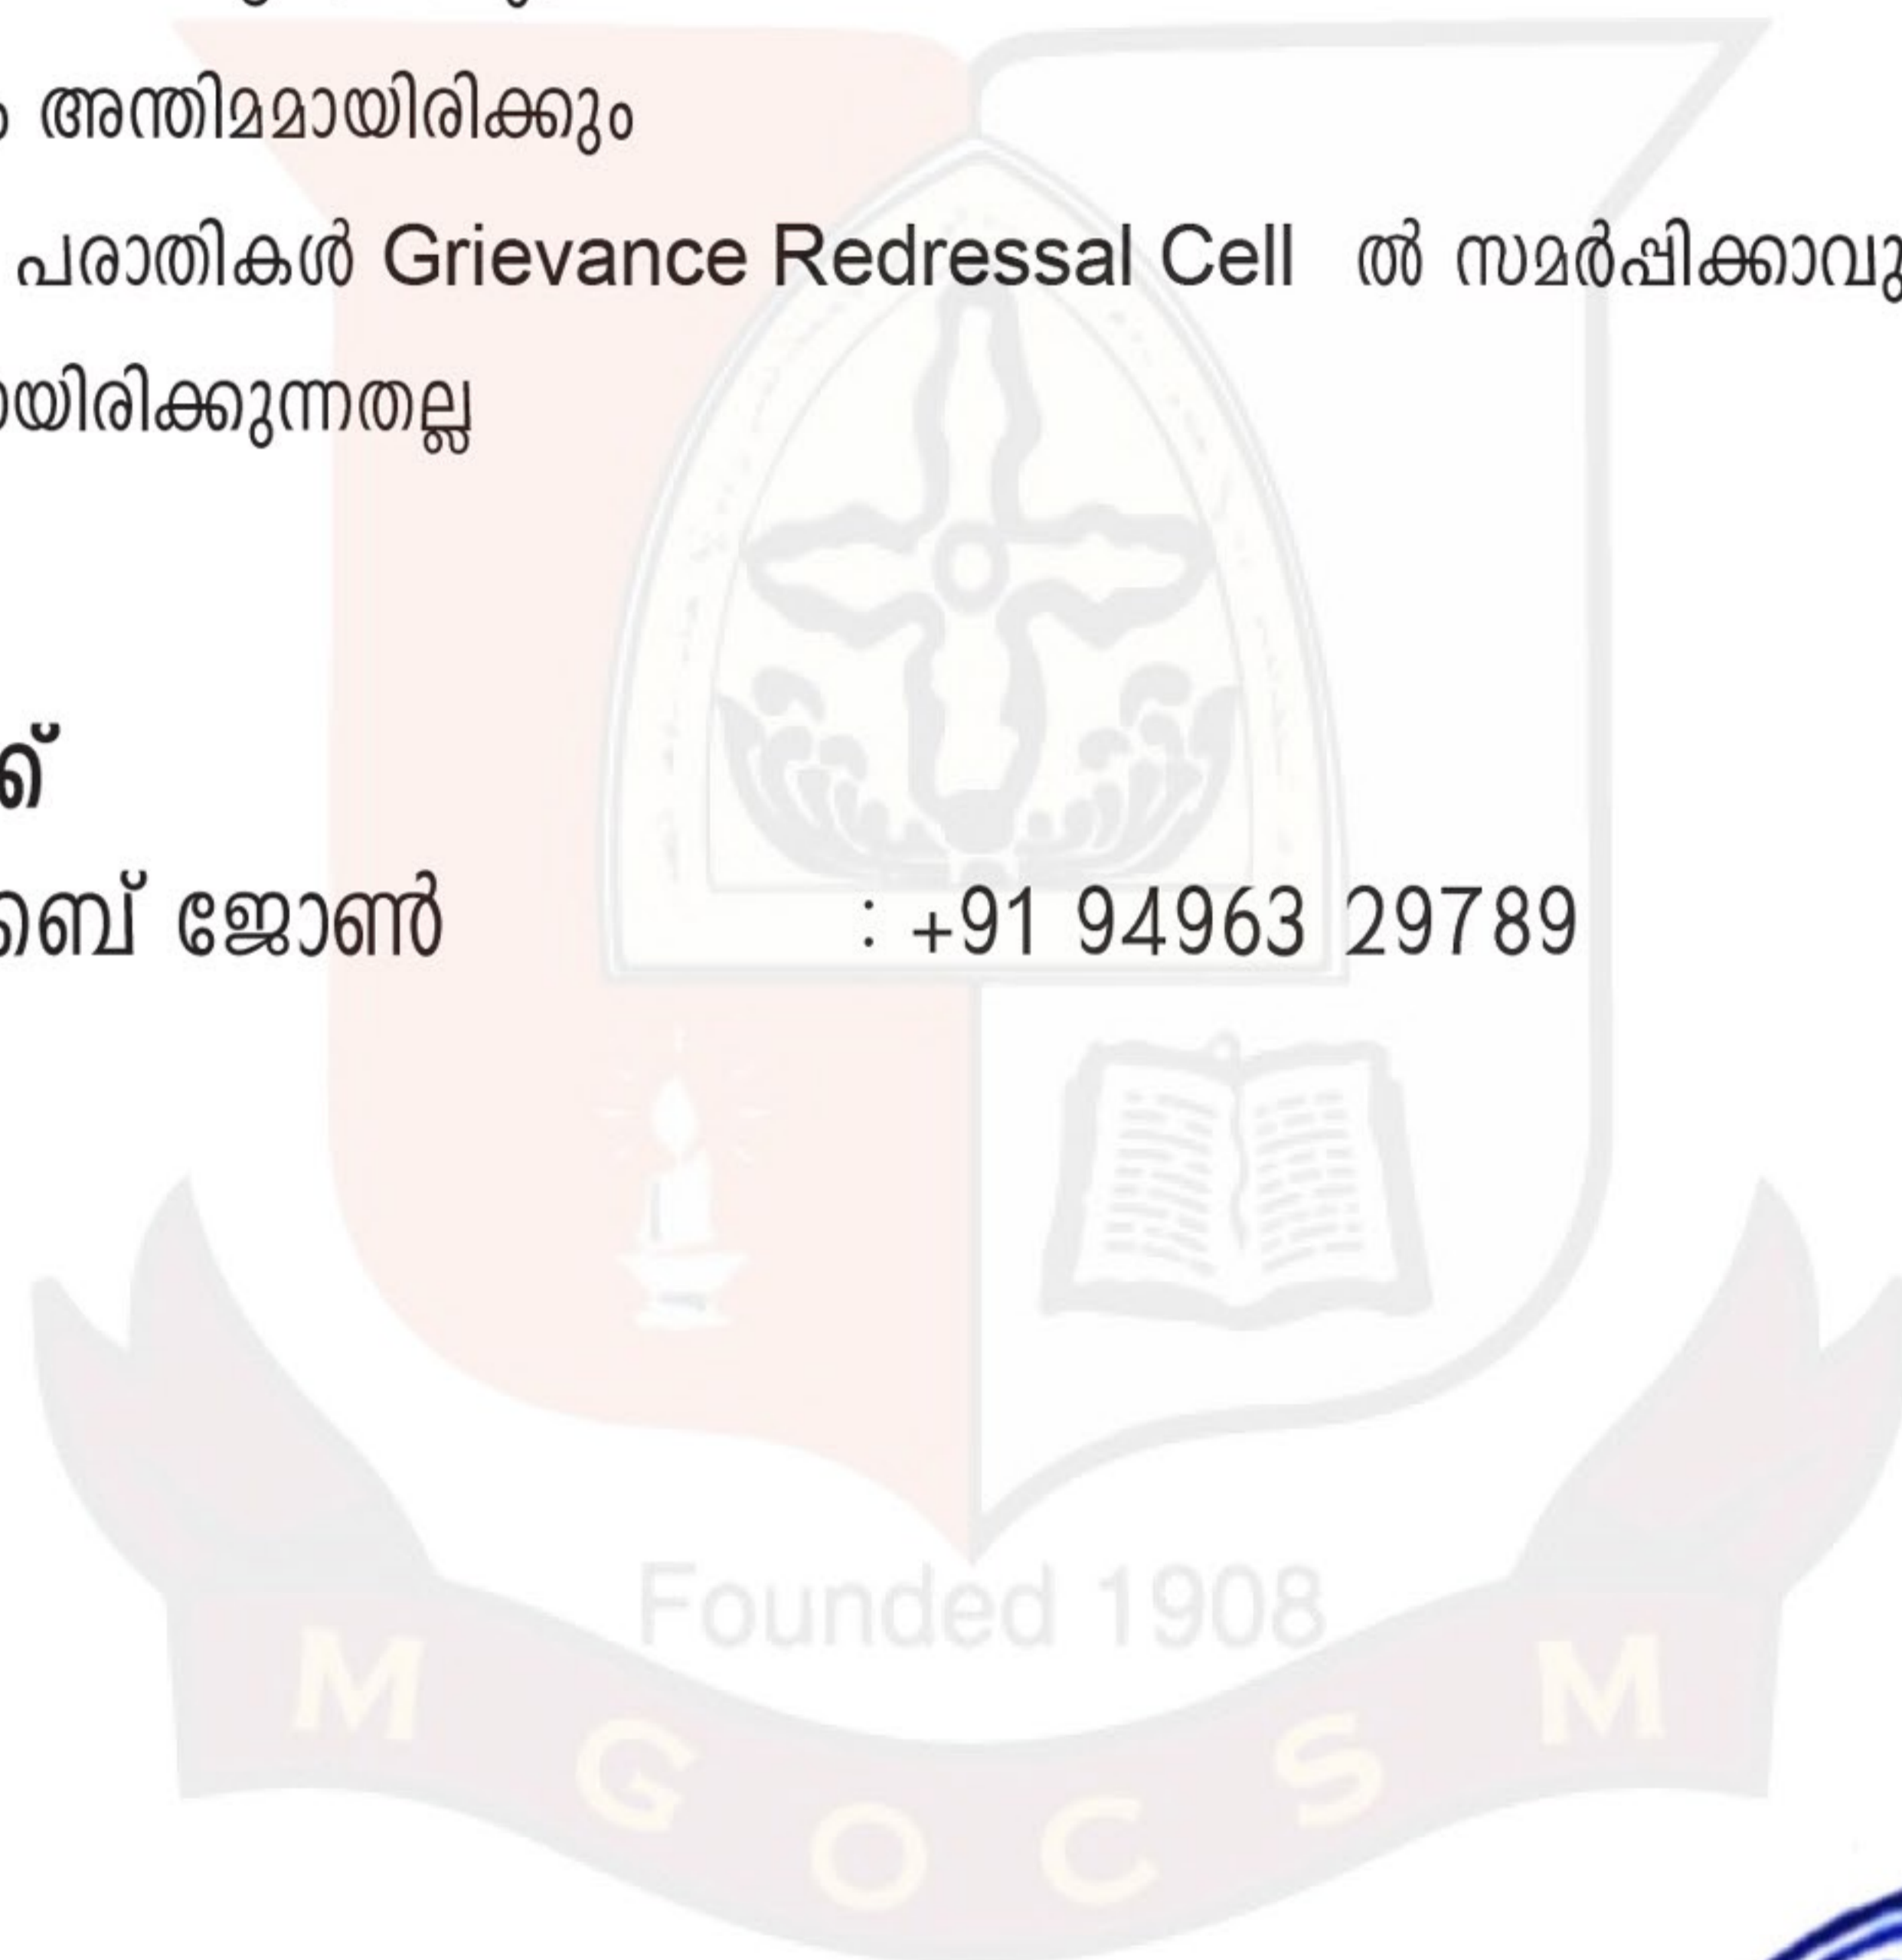 അന്തിമമായിരിക്കും
പരാതികൾ Grievance Redressal Cell ൽ സമർപ്പിക്കാവു
യിരിക്കുന്നതല്ല
ക്
ബ് ജോൺ : +91 94963 29789
Founded 1908
M G O C S M